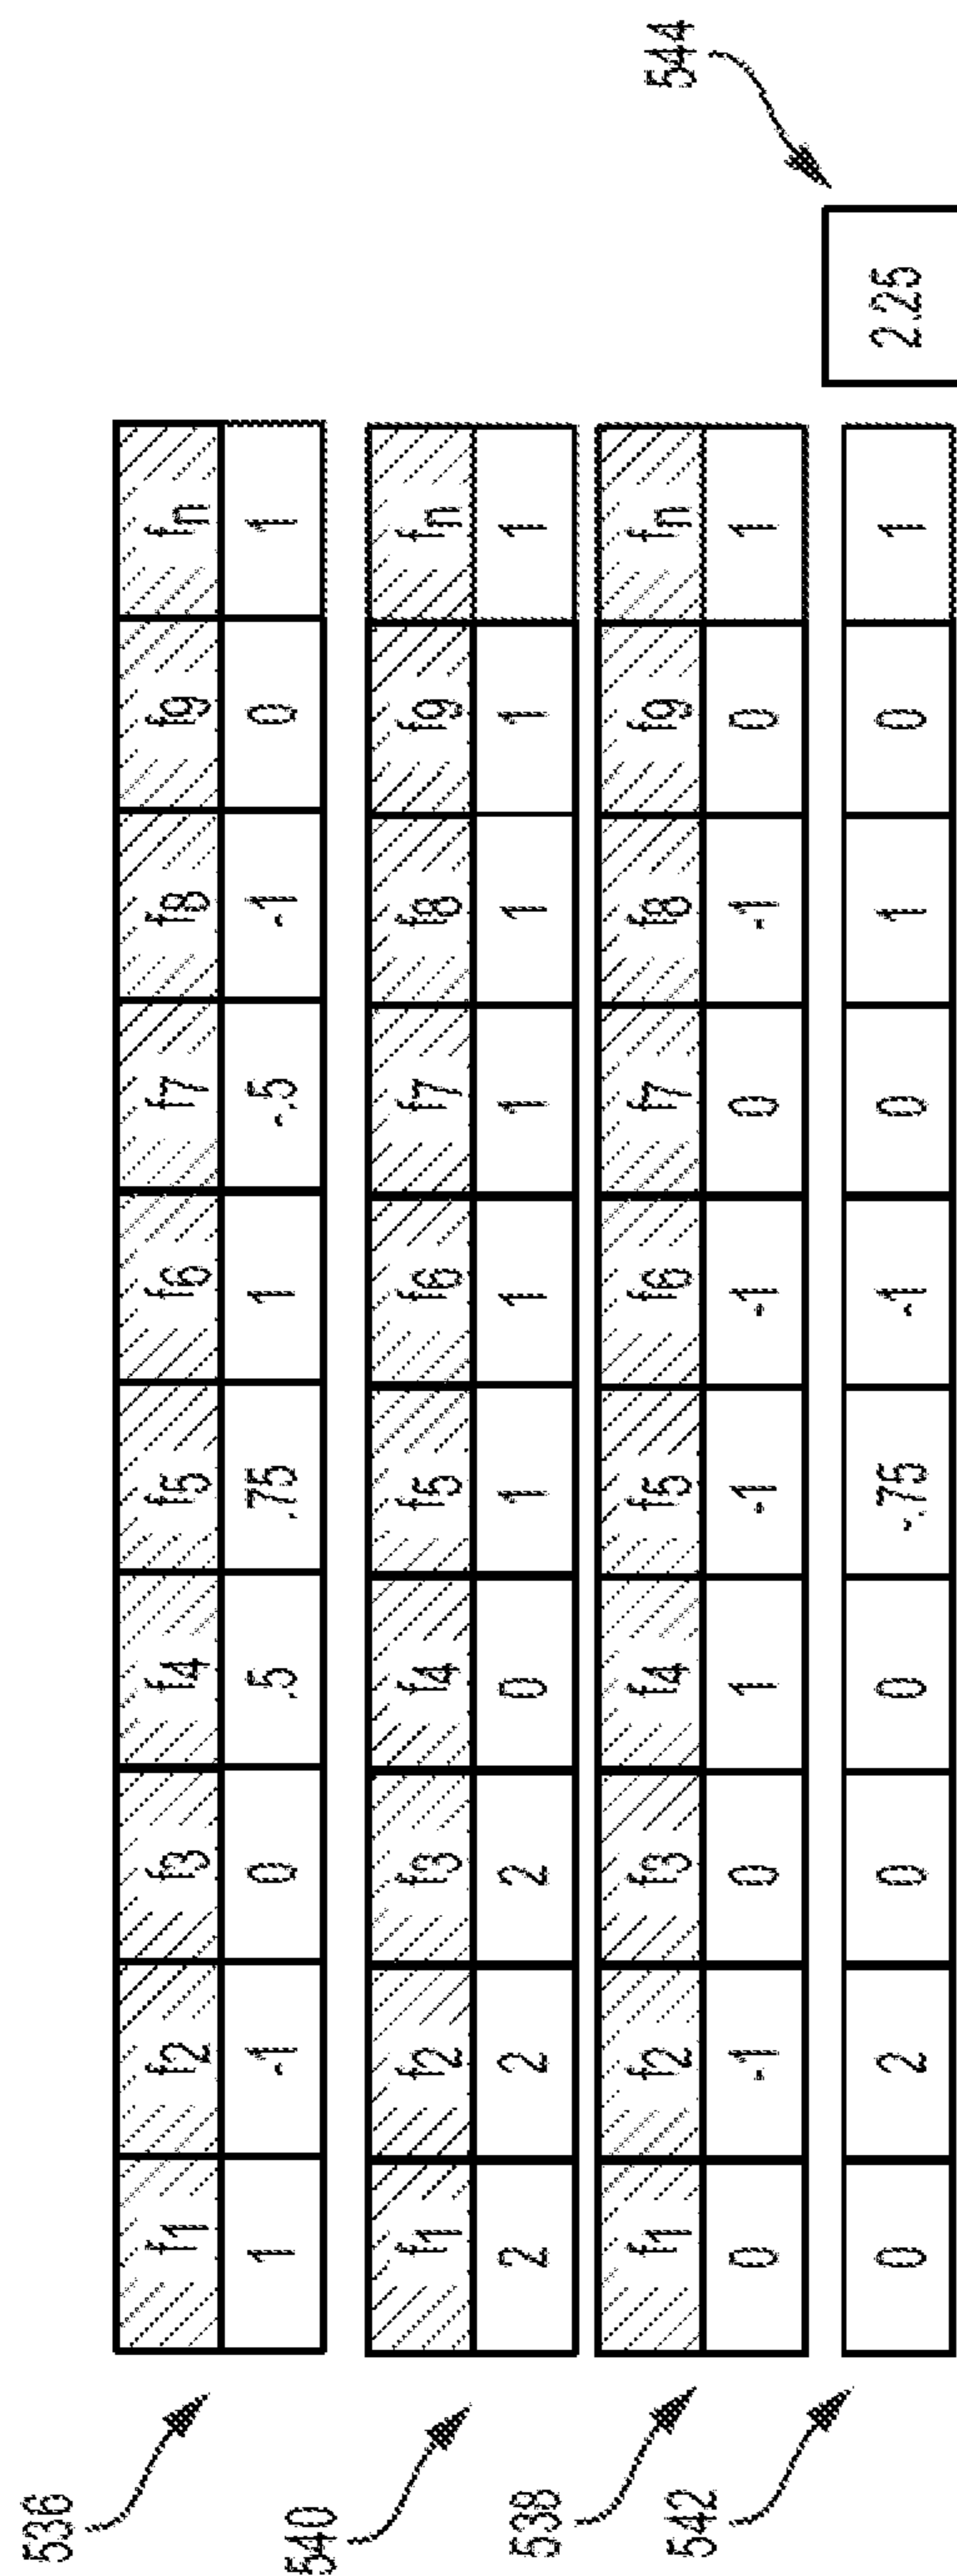 544
536
f1 f2 f3 f4 f5 f6 f7 f8 f9 fn
1 -1 0 .5 .75 1 -.5 -1 0 1
540
f1 f2 f3 f4 f5 f6 f7 f8 f9 fn
2 2 2 0 1 1 1 1 1 1
538
f1 f2 f3 f4 f5 f6 f7 f8 f9 fn
0 -1 0 1 -1 -1 0 -1 0 1
542
0 2 0 0 -.75 -1 0 1 0 1 2.25